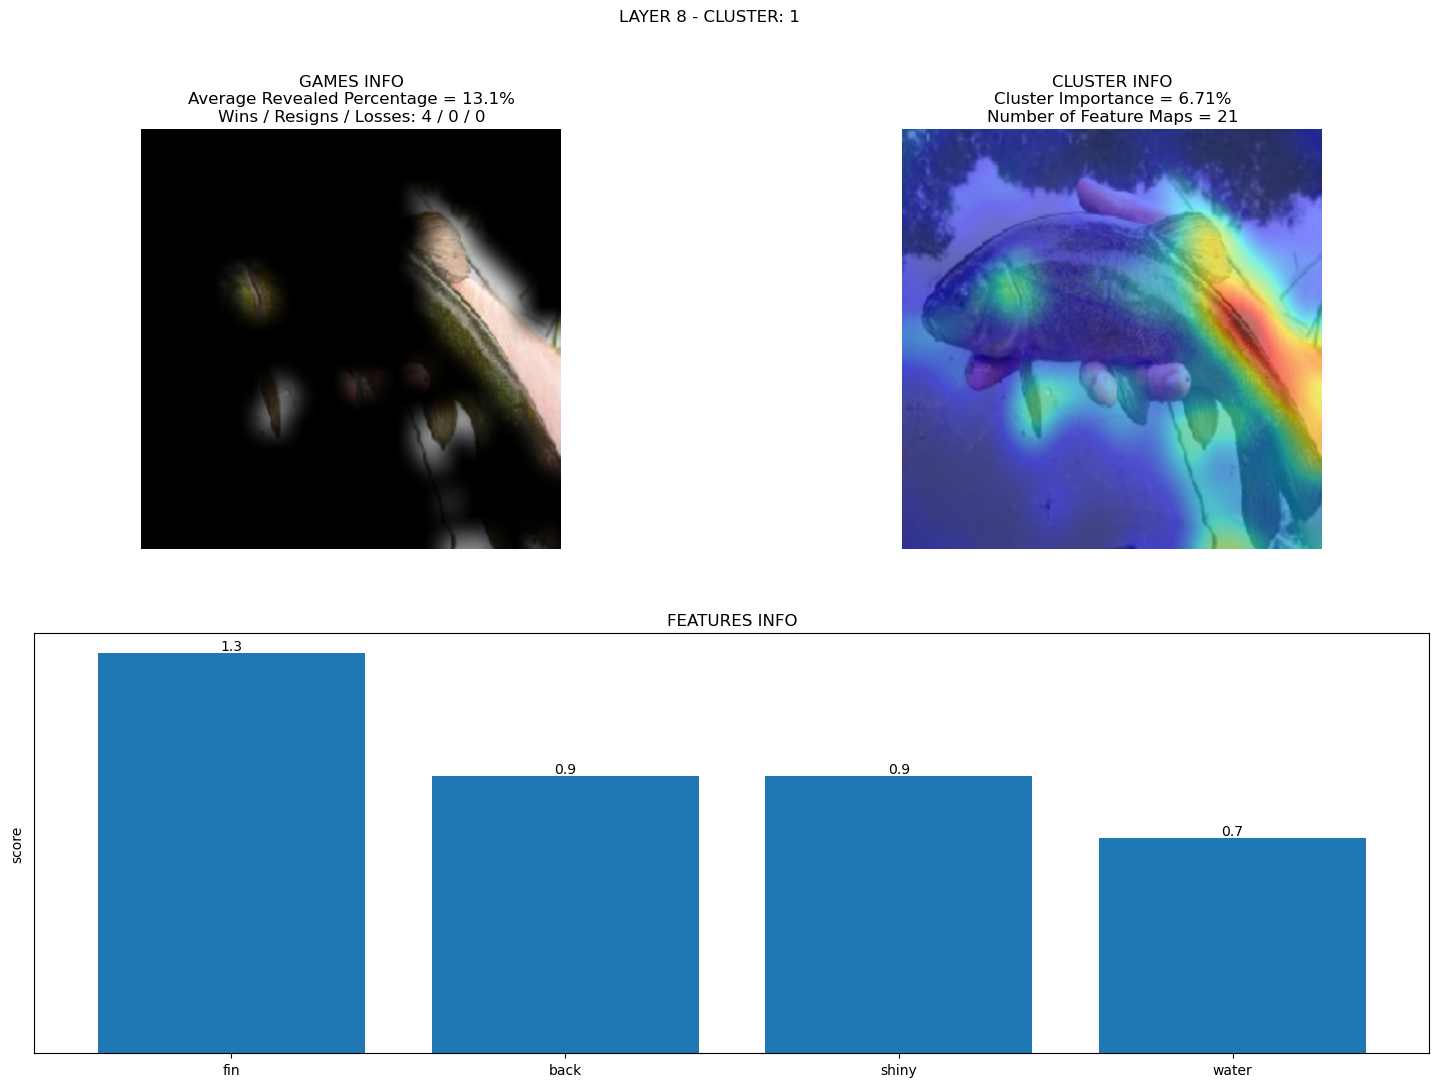 LAYER 8 - CLUSTER: 1
GAMES INFO
Average Revealed Percentage = 13.1%
Wins / Resigns / Losses: 4 / 0 / 0
CLUSTER INFO
Cluster Importance = 6.71%
Number of Feature Maps = 21
FEATURES INFO
score
1.3
0.9
0.9
0.7
fin
back
shiny
water